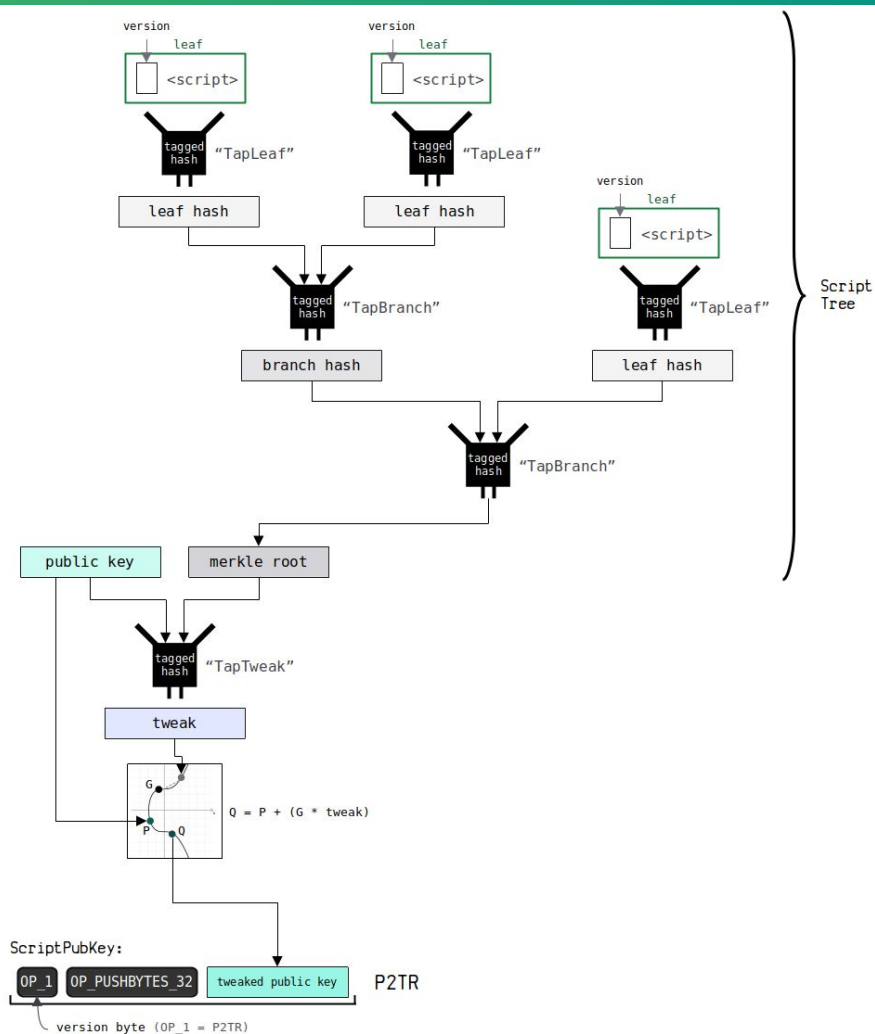 version
leaf
<script>
version
leaf
<script>
tagged
hash
“TapLeaf”
tagged
hash
“TapLeaf”
leaf hash
leaf hash
version
leaf
<script>
tagged
hash
“TapBranch”
tagged
hash
“TapLeaf”
Script
Tree
branch hash
leaf hash
tagged
hash
“TapBranch”
public key
merkle root
tagged
hash
“TapTweak”
tweak
G
P
Q
Q = P + (G * tweak)
ScriptPubKey:
OP_1
OP_PUSHBYTES_32
tweaked public key
P2TR
version byte (OP_1 = P2TR)